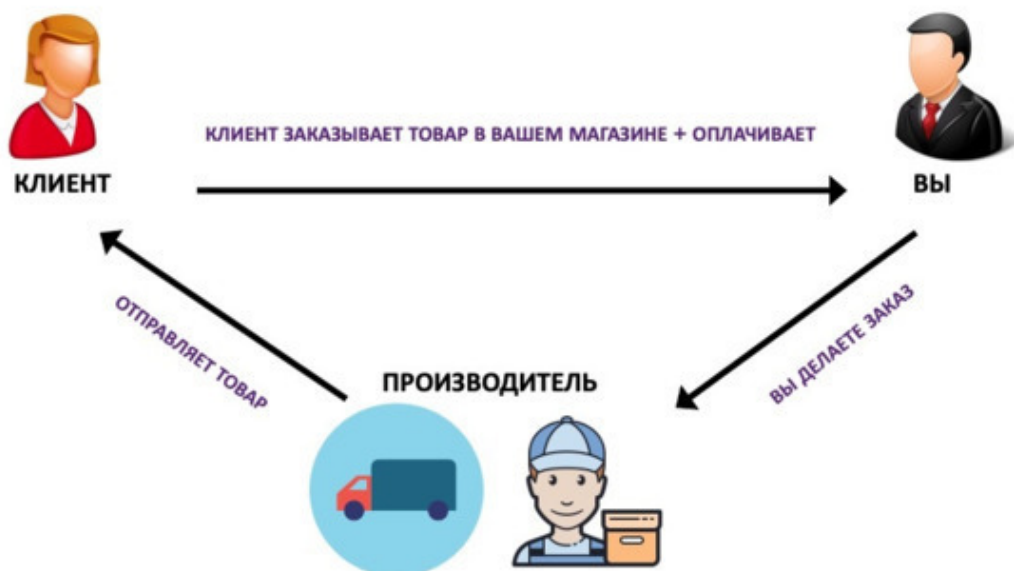 КЛИЕНТ ЗАКАЗЫВАЕТ ТОВАР В ВАШЕМ МАГАЗИНЕ + ОПЛАЧИВАЕТ
КЛИЕНТ
ВЫ
ОТПРАВЛЯЕТ ТОВАР
ВЫ ДЕЛАЕТЕ ЗАКАЗ
ПРОИЗВОДИТЕЛЬ